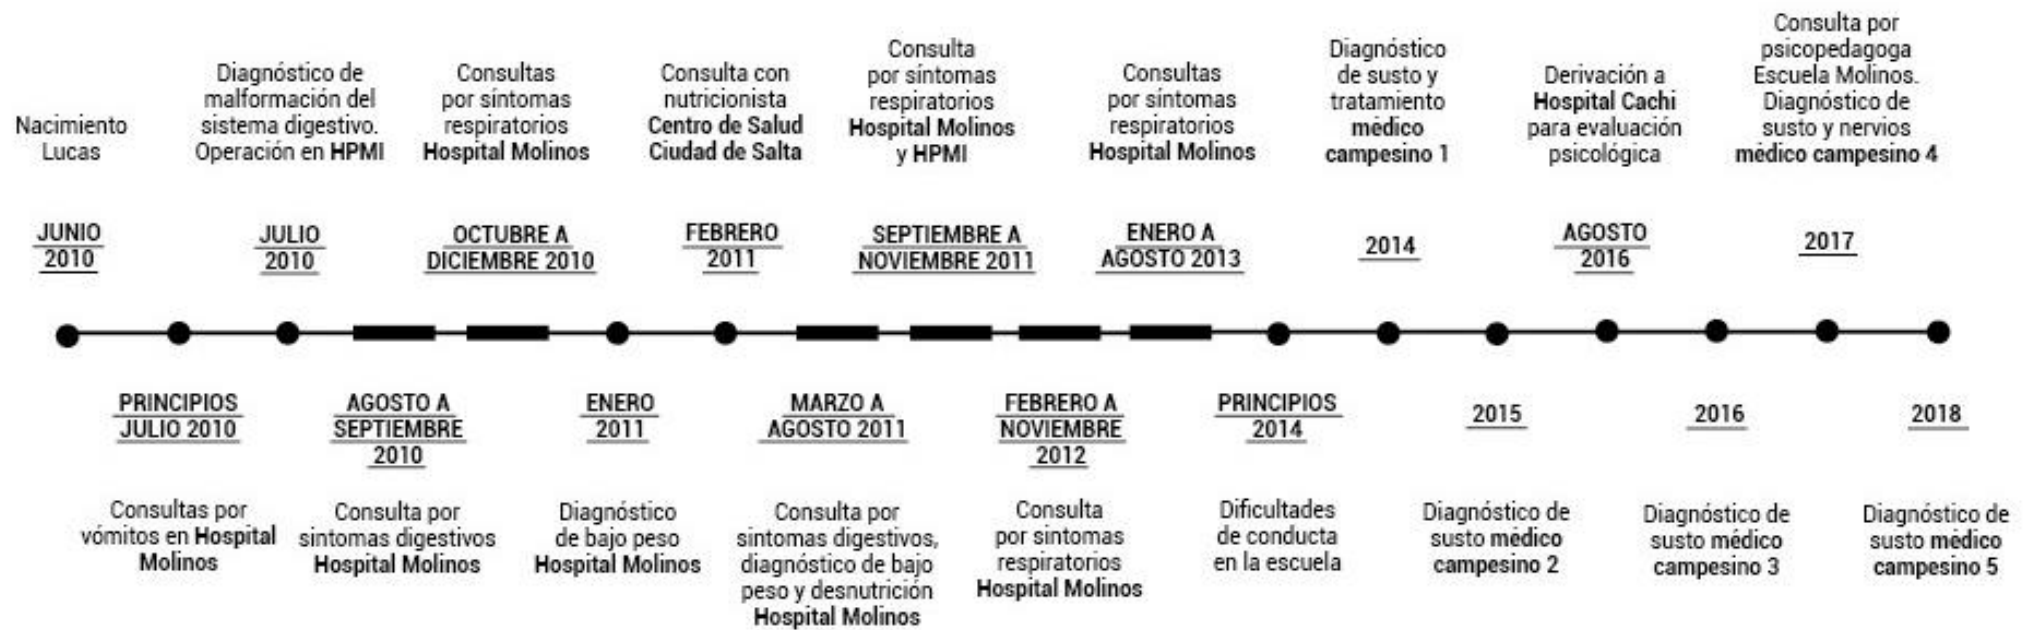 Nacimiento
Lucas
Diagnóstico de
malformación del
sistema digestivo.
Operación en HPMI
Consultas
por síntomas
respiratorios
Hospital Molinos
Consulta con
nutricionista
Centro de Salud
Ciudad de Salta
Consulta
por síntomas
respiratorios
Hospital Molinos
y HPMI
Consultas
por síntomas
respiratorios
Hospital Molinos
Diagnóstico
de susto y
tratamiento
médico
campesino 1
Derivación a
Hospital Cachi
para evaluación
psicológica
Consulta por
psicopedagoga
Escuela Molinos.
Diagnóstico de
susto y nervios
médico campesino 4
JUNIO
2010
JULIO
2010
OCTUBRE A
DICIEMBRE 2010
FEBRERO
2011
SEPTIEMBRE A
NOVIEMBRE 2011
ENERO A
AGOSTO 2013
2014
AGOSTO
2016
2017
PRINCIPIOS
JULIO 2010
AGOSTO A
SEPTIEMBRE
2010
ENERO
2011
MARZO A
AGOSTO 2011
FEBRERO A
NOVIEMBRE
2012
PRINCIPIOS
2014
2015
2016
2018
Consultas por
vómitos en Hospital
Molinos
Consulta por
sintomas digestivos
Hospital Molinos
Diagnóstico
de bajo peso
Hospital Molinos
Consulta por
sintomas digestivos,
diagnóstico de bajo
peso y desnutrición
Hospital Molinos
Consulta
por sintomas
respiratorios
Hospital Molinos
Dificultades
de conducta
en la escuela
Diagnóstico de
susto médico
campesino 2
Diagnóstico de
susto médico
campesino 3
Diagnóstico de
susto médico
campesino 5